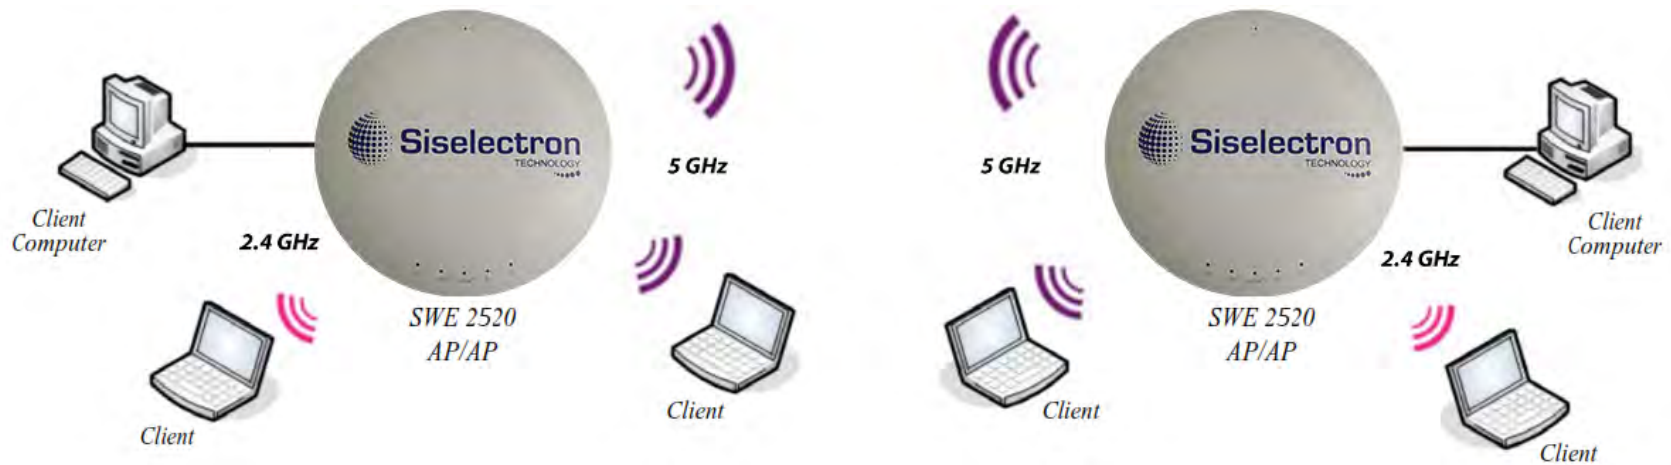 Siselectron
TECHNOLOGY
5 GHz
Client
Computer
2.4 GHz
SWE 2520
AP/AP
Client
Client
5 GHz
Siselectron
TECHNOLOGY
Client
Computer
2.4 GHz
SWE 2520
AP/AP
Client
Client